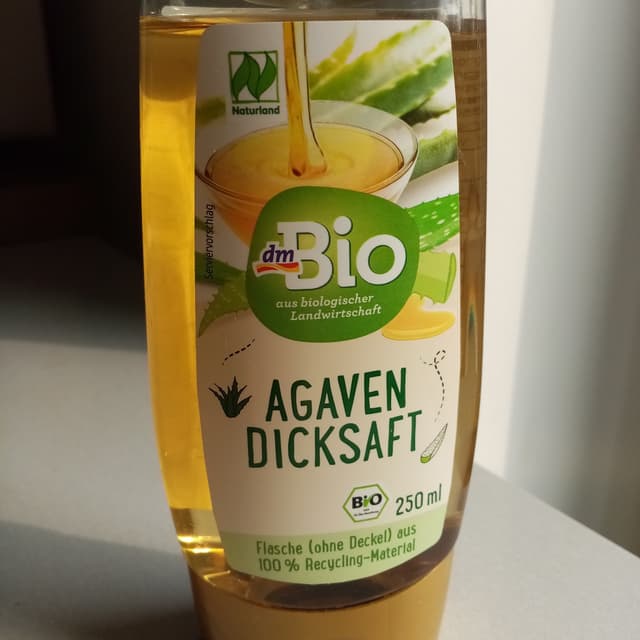 Naturland
Serviervorschlag
dm
Bio
aus biologischer
Landwirtschaft
AGAVEN
DICKSAFT
Bio
250 ml
Flasche (ohne Deckel) aus
100 % Recycling-Material